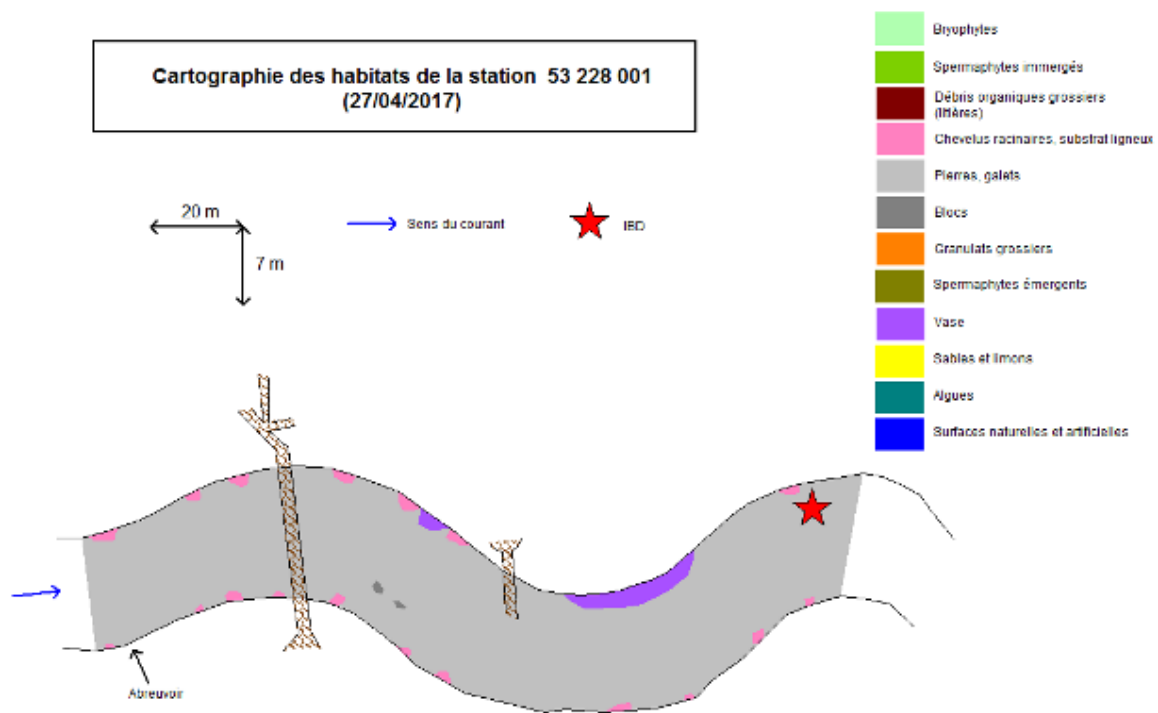 Cartographie des habitats de la station 53 228 001
(27/04/2017)
20 m
7 m
Sens du courant
IBD
Bryophytes
Spermaphytes immergés
Débris organiques grossiers
(litières)
Chevelus racinaires, substrat ligneux
Pierres, galets
Blocs
Granulats grossiers
Spermaphytes émergents
Vase
Sables et limons
Algues
Surfaces naturelles et artificielles
Abreuvoir